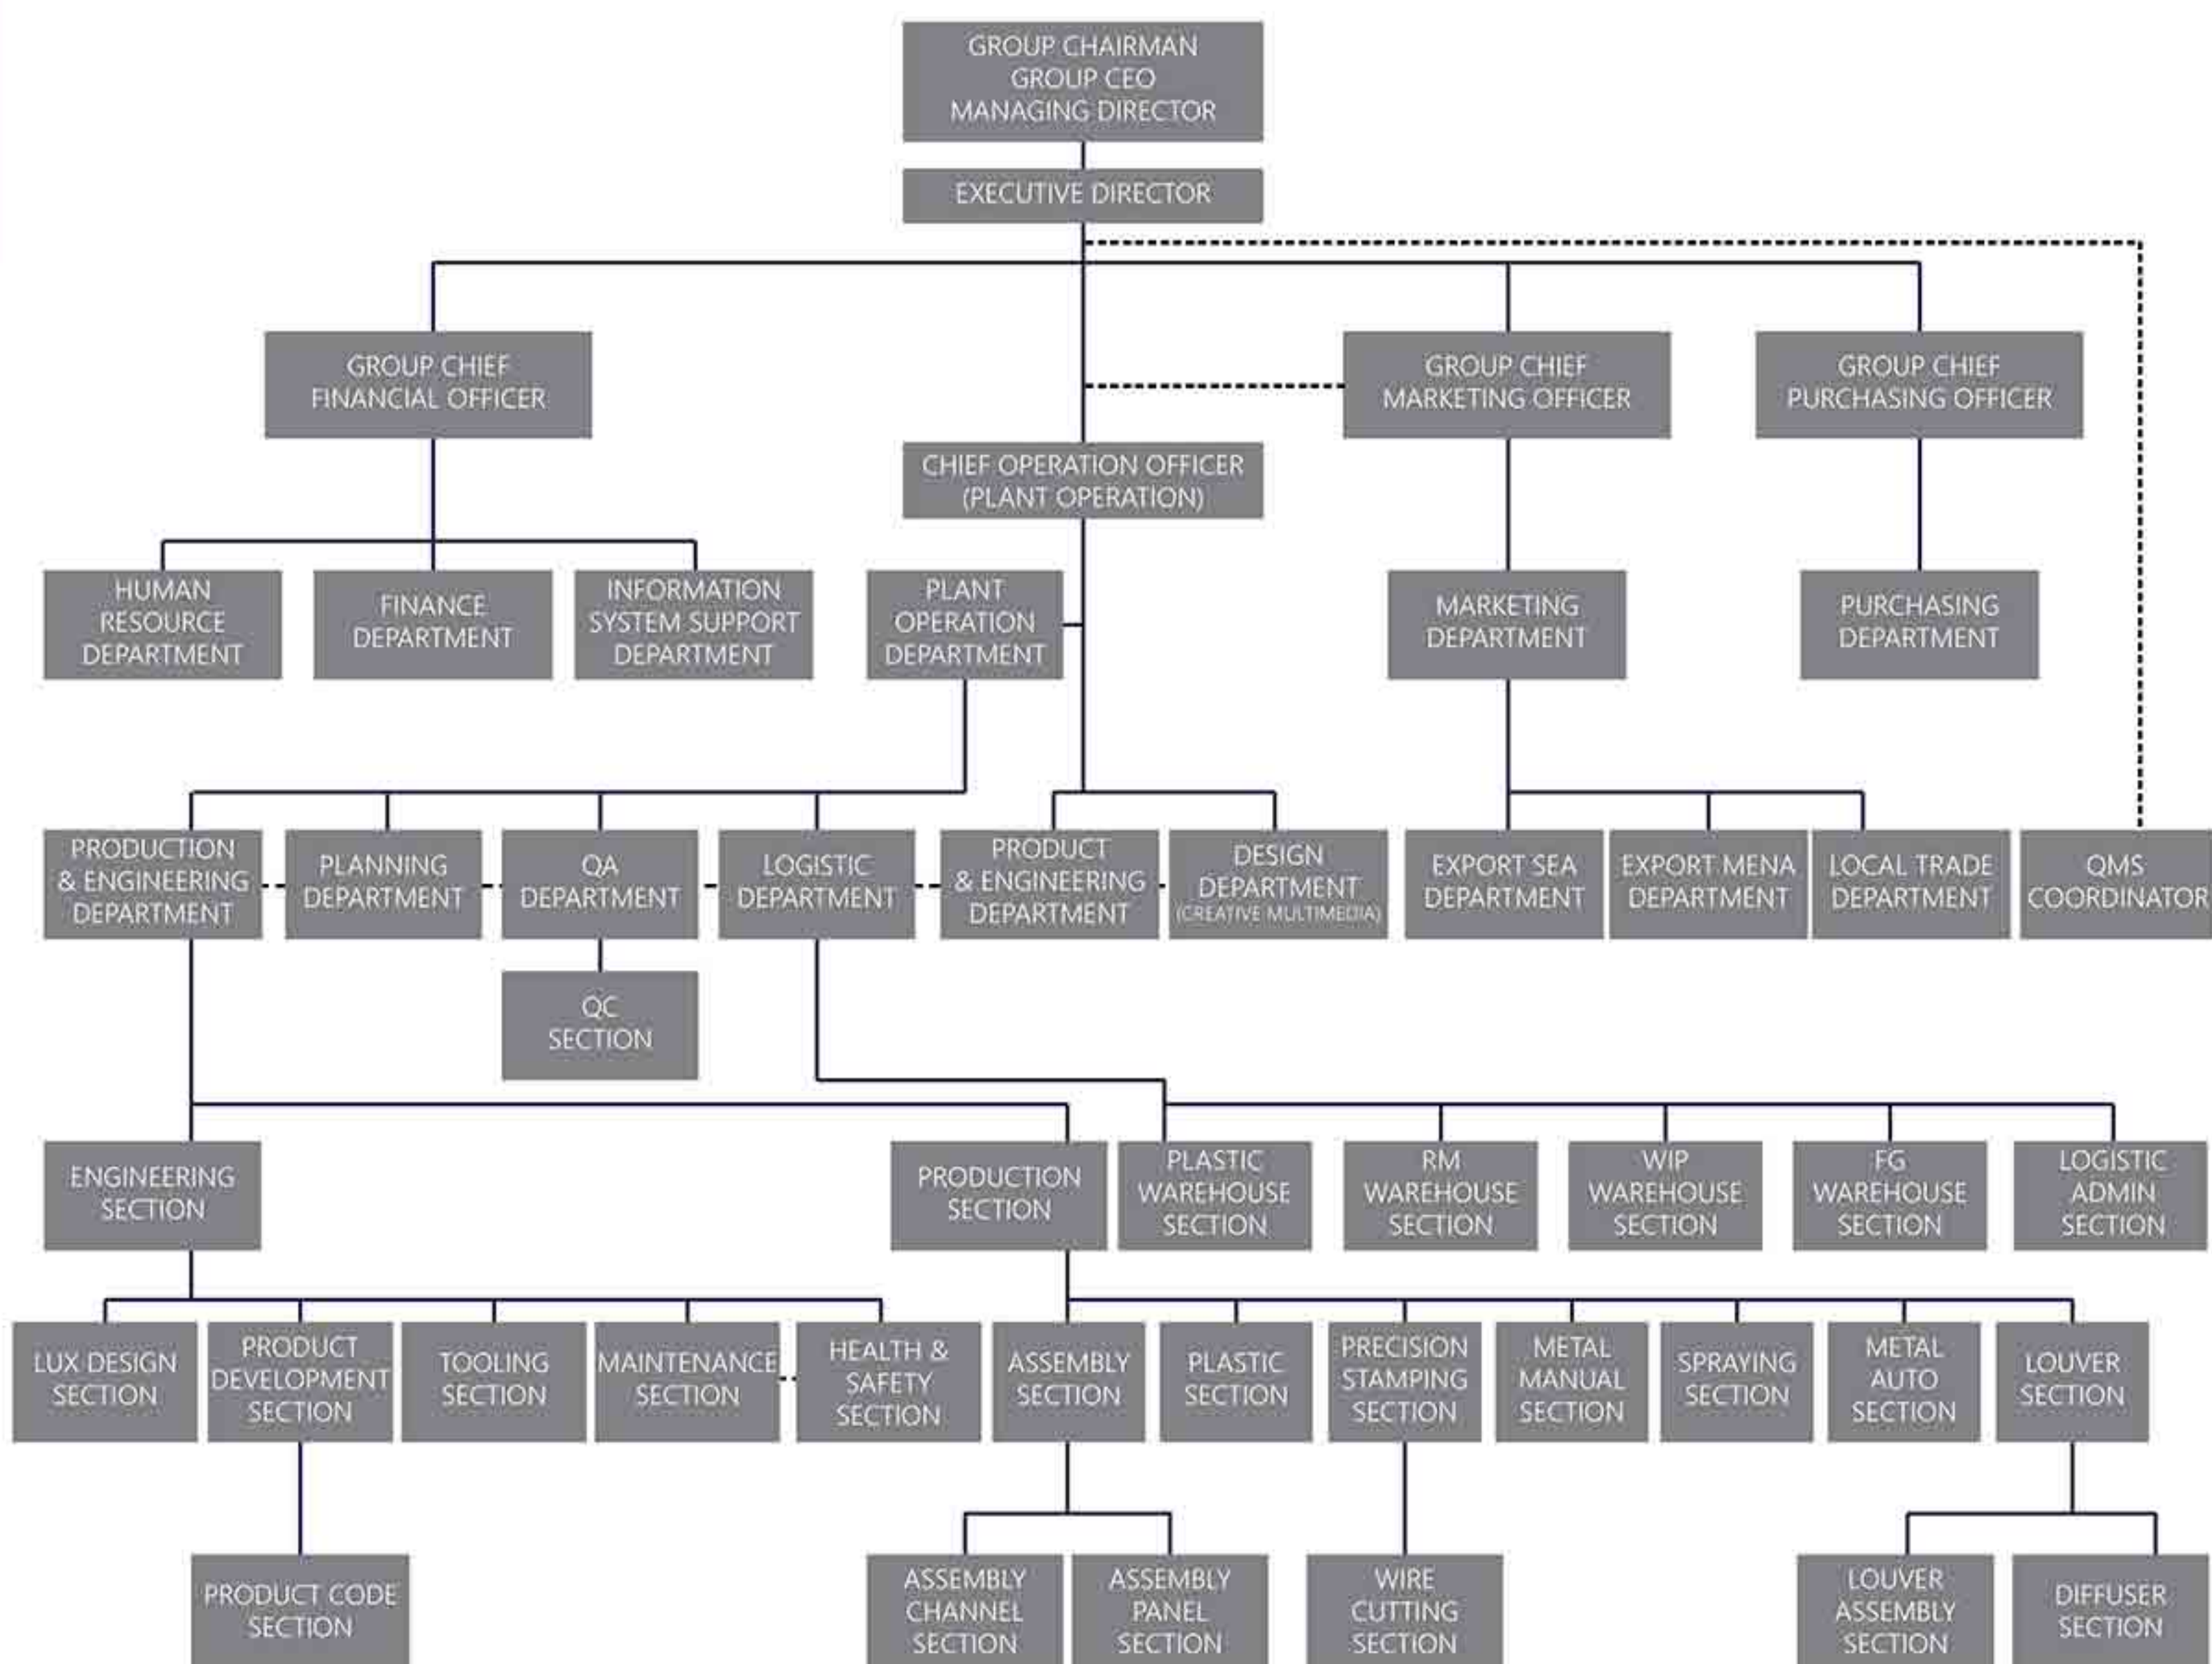 GROUP CHAIRMAN
GROUP CEO
MANAGING DIRECTOR
EXECUTIVE DIRECTOR
GROUP CHIEF
FINANCIAL OFFICER
GROUP CHIEF
MARKETING OFFICER
GROUP CHIEF
PURCHASING OFFICER
CHIEF OPERATION OFFICER
(PLANT OPERATION)
HUMAN
RESOURCE
DEPARTMENT
FINANCE
DEPARTMENT
INFORMATION
SYSTEM SUPPORT
DEPARTMENT
PLANT
OPERATION
DEPARTMENT
MARKETING
DEPARTMENT
PURCHASING
DEPARTMENT
PRODUCTION
& ENGINEERING
DEPARTMENT
PLANNING
DEPARTMENT
QA
DEPARTMENT
LOGISTIC
DEPARTMENT
PRODUCT
& ENGINEERING
DEPARTMENT
DESIGN
DEPARTMENT
(CREATIVE MULTIMEDIA)
EXPORT SEA
DEPARTMENT
EXPORT MENA
DEPARTMENT
LOCAL TRADE
DEPARTMENT
QMS
COORDINATOR
QC
SECTION
ENGINEERING
SECTION
PRODUCTION
SECTION
PLASTIC
WAREHOUSE
SECTION
RM
WAREHOUSE
SECTION
WIP
WAREHOUSE
SECTION
FG
WAREHOUSE
SECTION
LOGISTIC
ADMIN
SECTION
LUX DESIGN
SECTION
PRODUCT
DEVELOPMENT
SECTION
TOOLING
SECTION
MAINTENANCE
SECTION
HEALTH &
SAFETY
SECTION
ASSEMBLY
SECTION
PLASTIC
SECTION
PRECISION
STAMPING
SECTION
METAL
MANUAL
SECTION
SPRAYING
SECTION
METAL
AUTO
SECTION
LOUVER
SECTION
PRODUCT CODE
SECTION
ASSEMBLY
CHANNEL
SECTION
ASSEMBLY
PANEL
SECTION
WIRE
CUTTING
SECTION
LOUVER
ASSEMBLY
SECTION
DIFFUSER
SECTION